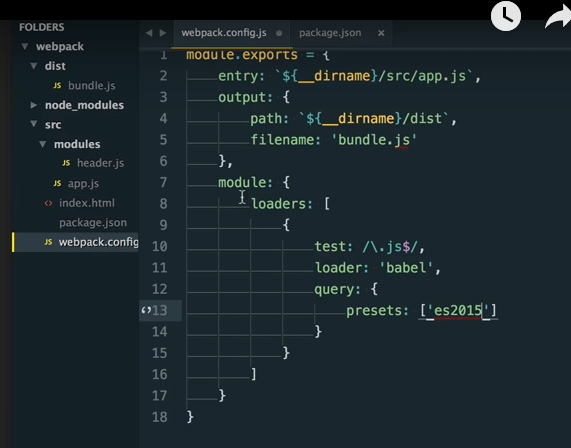 FOLDERS
webpack
dist
JS bundle.js
node_modules
src
modules
JS header.js
JS app.js
<> index.html
package.json
JS webpack.config
webpack.config.js
package.json ×
1 module.exports = {
2 entry: `${__dirname}/src/app.js`,
3 output: {
4 path: `${__dirname}/dist`,
5 filename: 'bundle.js'
6 },
7 module: {
8 loaders: [
9 {
10 test: /\.js$/,
11 loader: 'babel',
12 query: {
13 presets: ['es2015']
14 }
15 }
16 ]
17 }
18 }